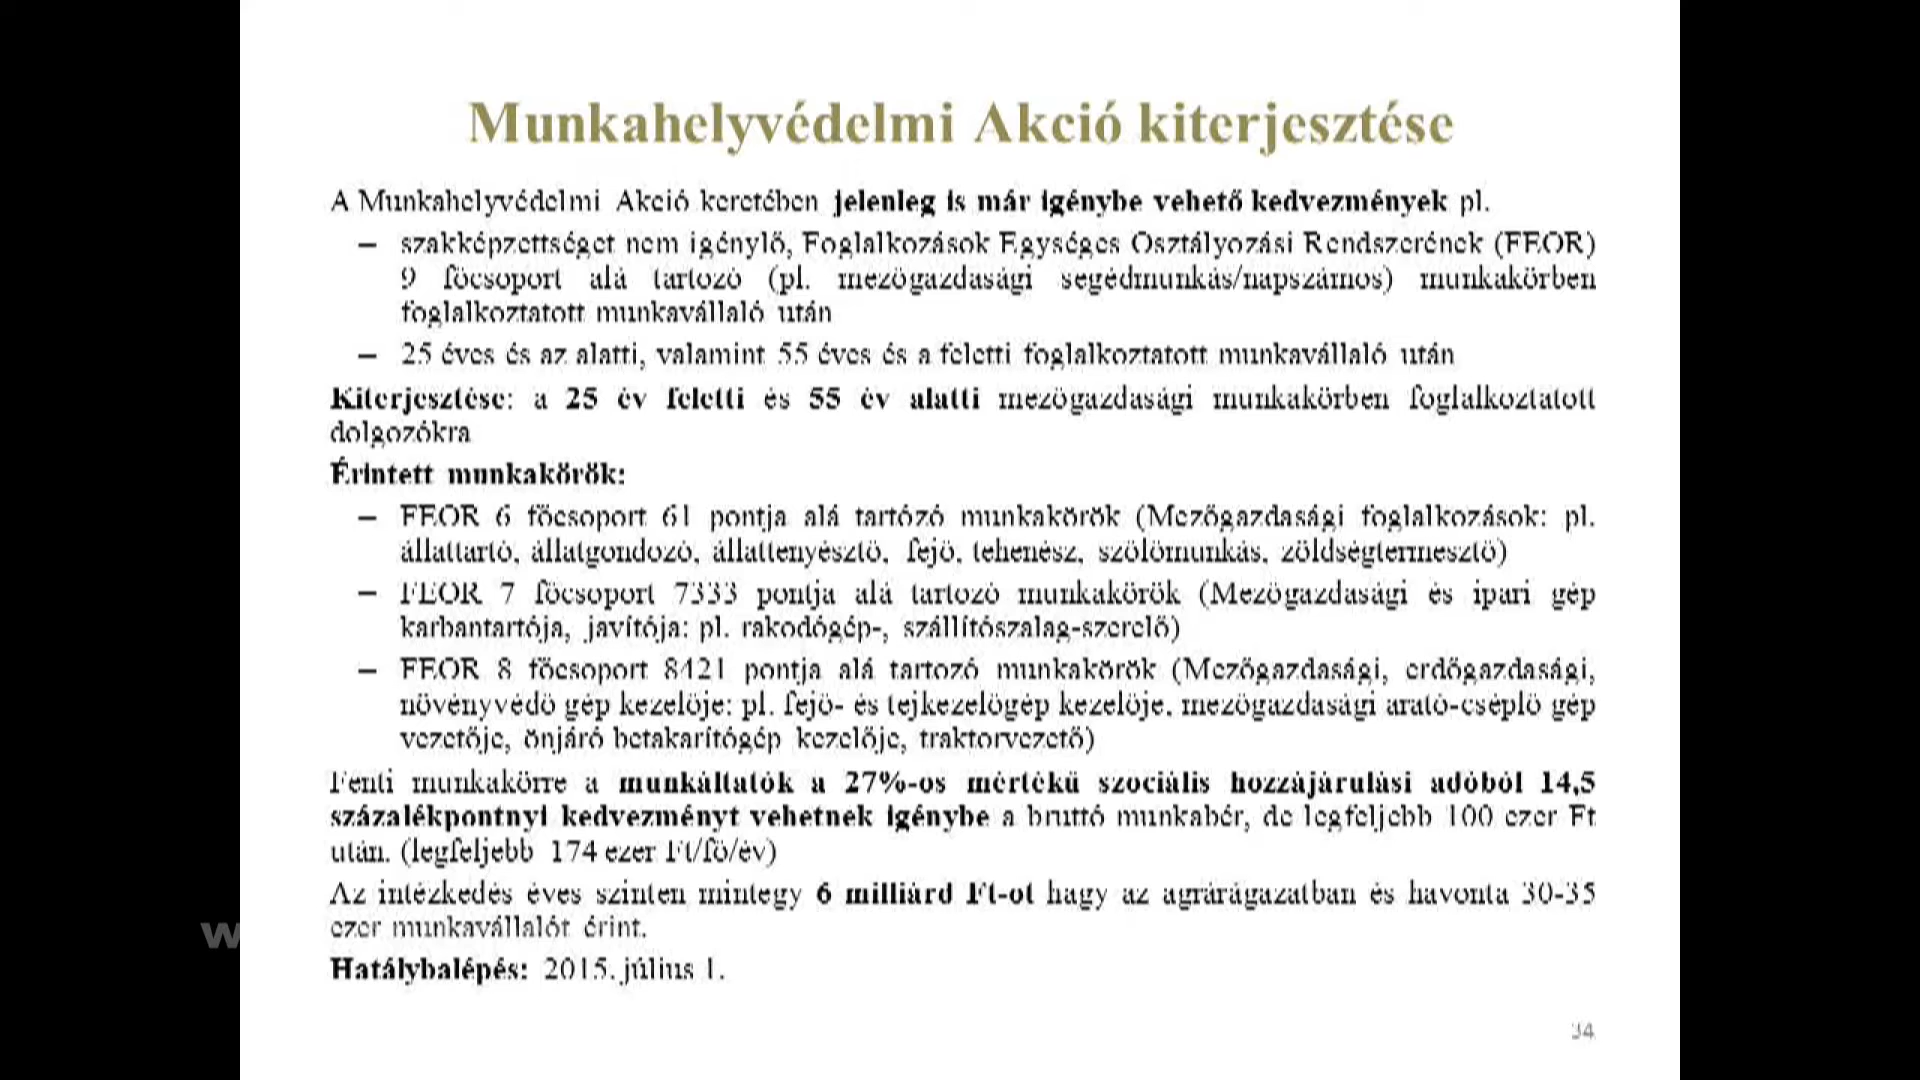 Munkahelyvédelmi Akció kiterjesztése
A Munkahelyvédelmi Akció keretében jelenleg is már igénybe vehető kedvezmények pl.
– szakképzettséget nem igénylő, Foglalkozások Egységes Osztályozási Rendszerének (FEOR)
9 főcsoport alá tartozó (pl. mezőgazdasági segédmunkás/napszámos) munkakörben
foglalkoztatott munkavállaló után
– 25 éves és az alatti, valamint 55 éves és a feletti foglalkoztatott munkavállaló után
Kiterjesztése: a 25 év feletti és 55 év alatti mezőgazdasági munkakörben foglalkoztatott
dolgozókra
Érintett munkakörök:
– FEOR 6 főcsoport 61 pontja alá tartózó munkakörök (Mezőgazdasági foglalkozások: pl.
állattartó, állatgondozó, állattenyésztő, fejő, tehenész, szőlőmunkás, zöldségtermesztő)
– FEOR 7 főcsoport 7333 pontja alá tartozó munkakörök (Mezőgazdasági és ipari gép
karbantartója, javítója: pl. rakodógép-, szállítószalag-szerelő)
– FEOR 8 főcsoport 8421 pontja alá tartozó munkakörök (Mezőgazdasági, erdőgazdasági,
növényvédő gép kezelője: pl. fejő- és tejkezelőgép kezelője, mezőgazdasági arató-cséplő gép
vezetője, önjáró betakarítógép kezelője, traktorvezető)
Fenti munkakörre a munkáltatók a 27%-os mértékű szociális hozzájárulási adóból 14,5
százalékpontnyi kedvezményt vehetnek igénybe a bruttó munkabér, de legfeljebb 100 ezer Ft
után. (legfeljebb 174 ezer Ft/fő/év)
Az intézkedés éves szinten mintegy 6 milliárd Ft-ot hagy az agrárágazatban és havonta 30-35
ezer munkavállalót érint.
Hatálybalépés: 2015. július 1.
34